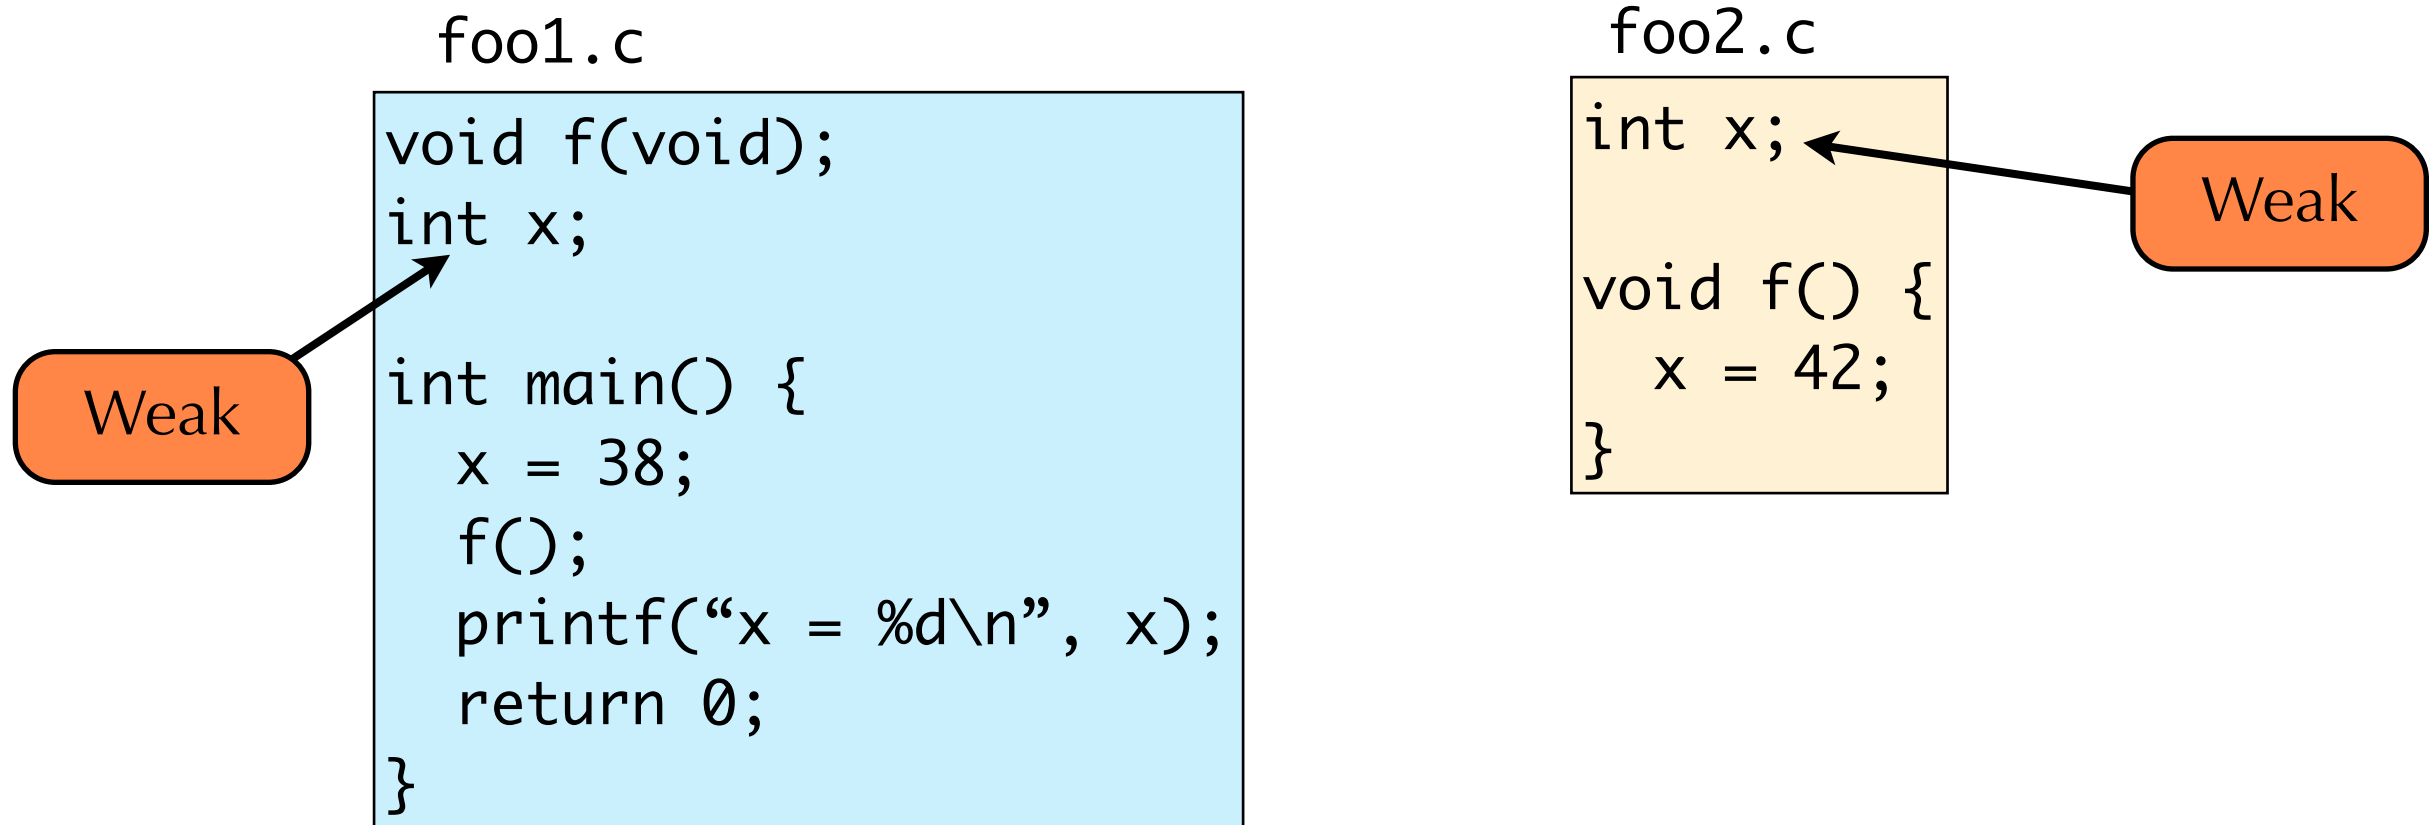 foo1.c
void f(void);
int x;
int main() {
  x = 38;
  f();
  printf(“x = %d\n”, x);
  return 0;
}
Weak
foo2.c
int x;
void f() {
  x = 42;
}
Weak